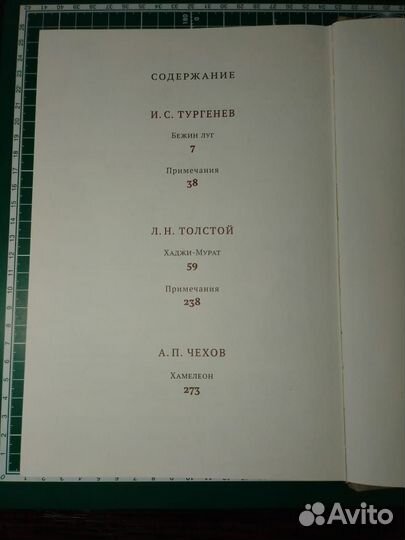 СОДЕРЖАНИЕ
И. С. ТУРГЕНЕВ
Бежин луг
7
Примечания
38
Л. Н. ТОЛСТОЙ
Хаджи-Мурат
59
Примечания
238
А. П. ЧЕХОВ
Хамелеон
273
Avito